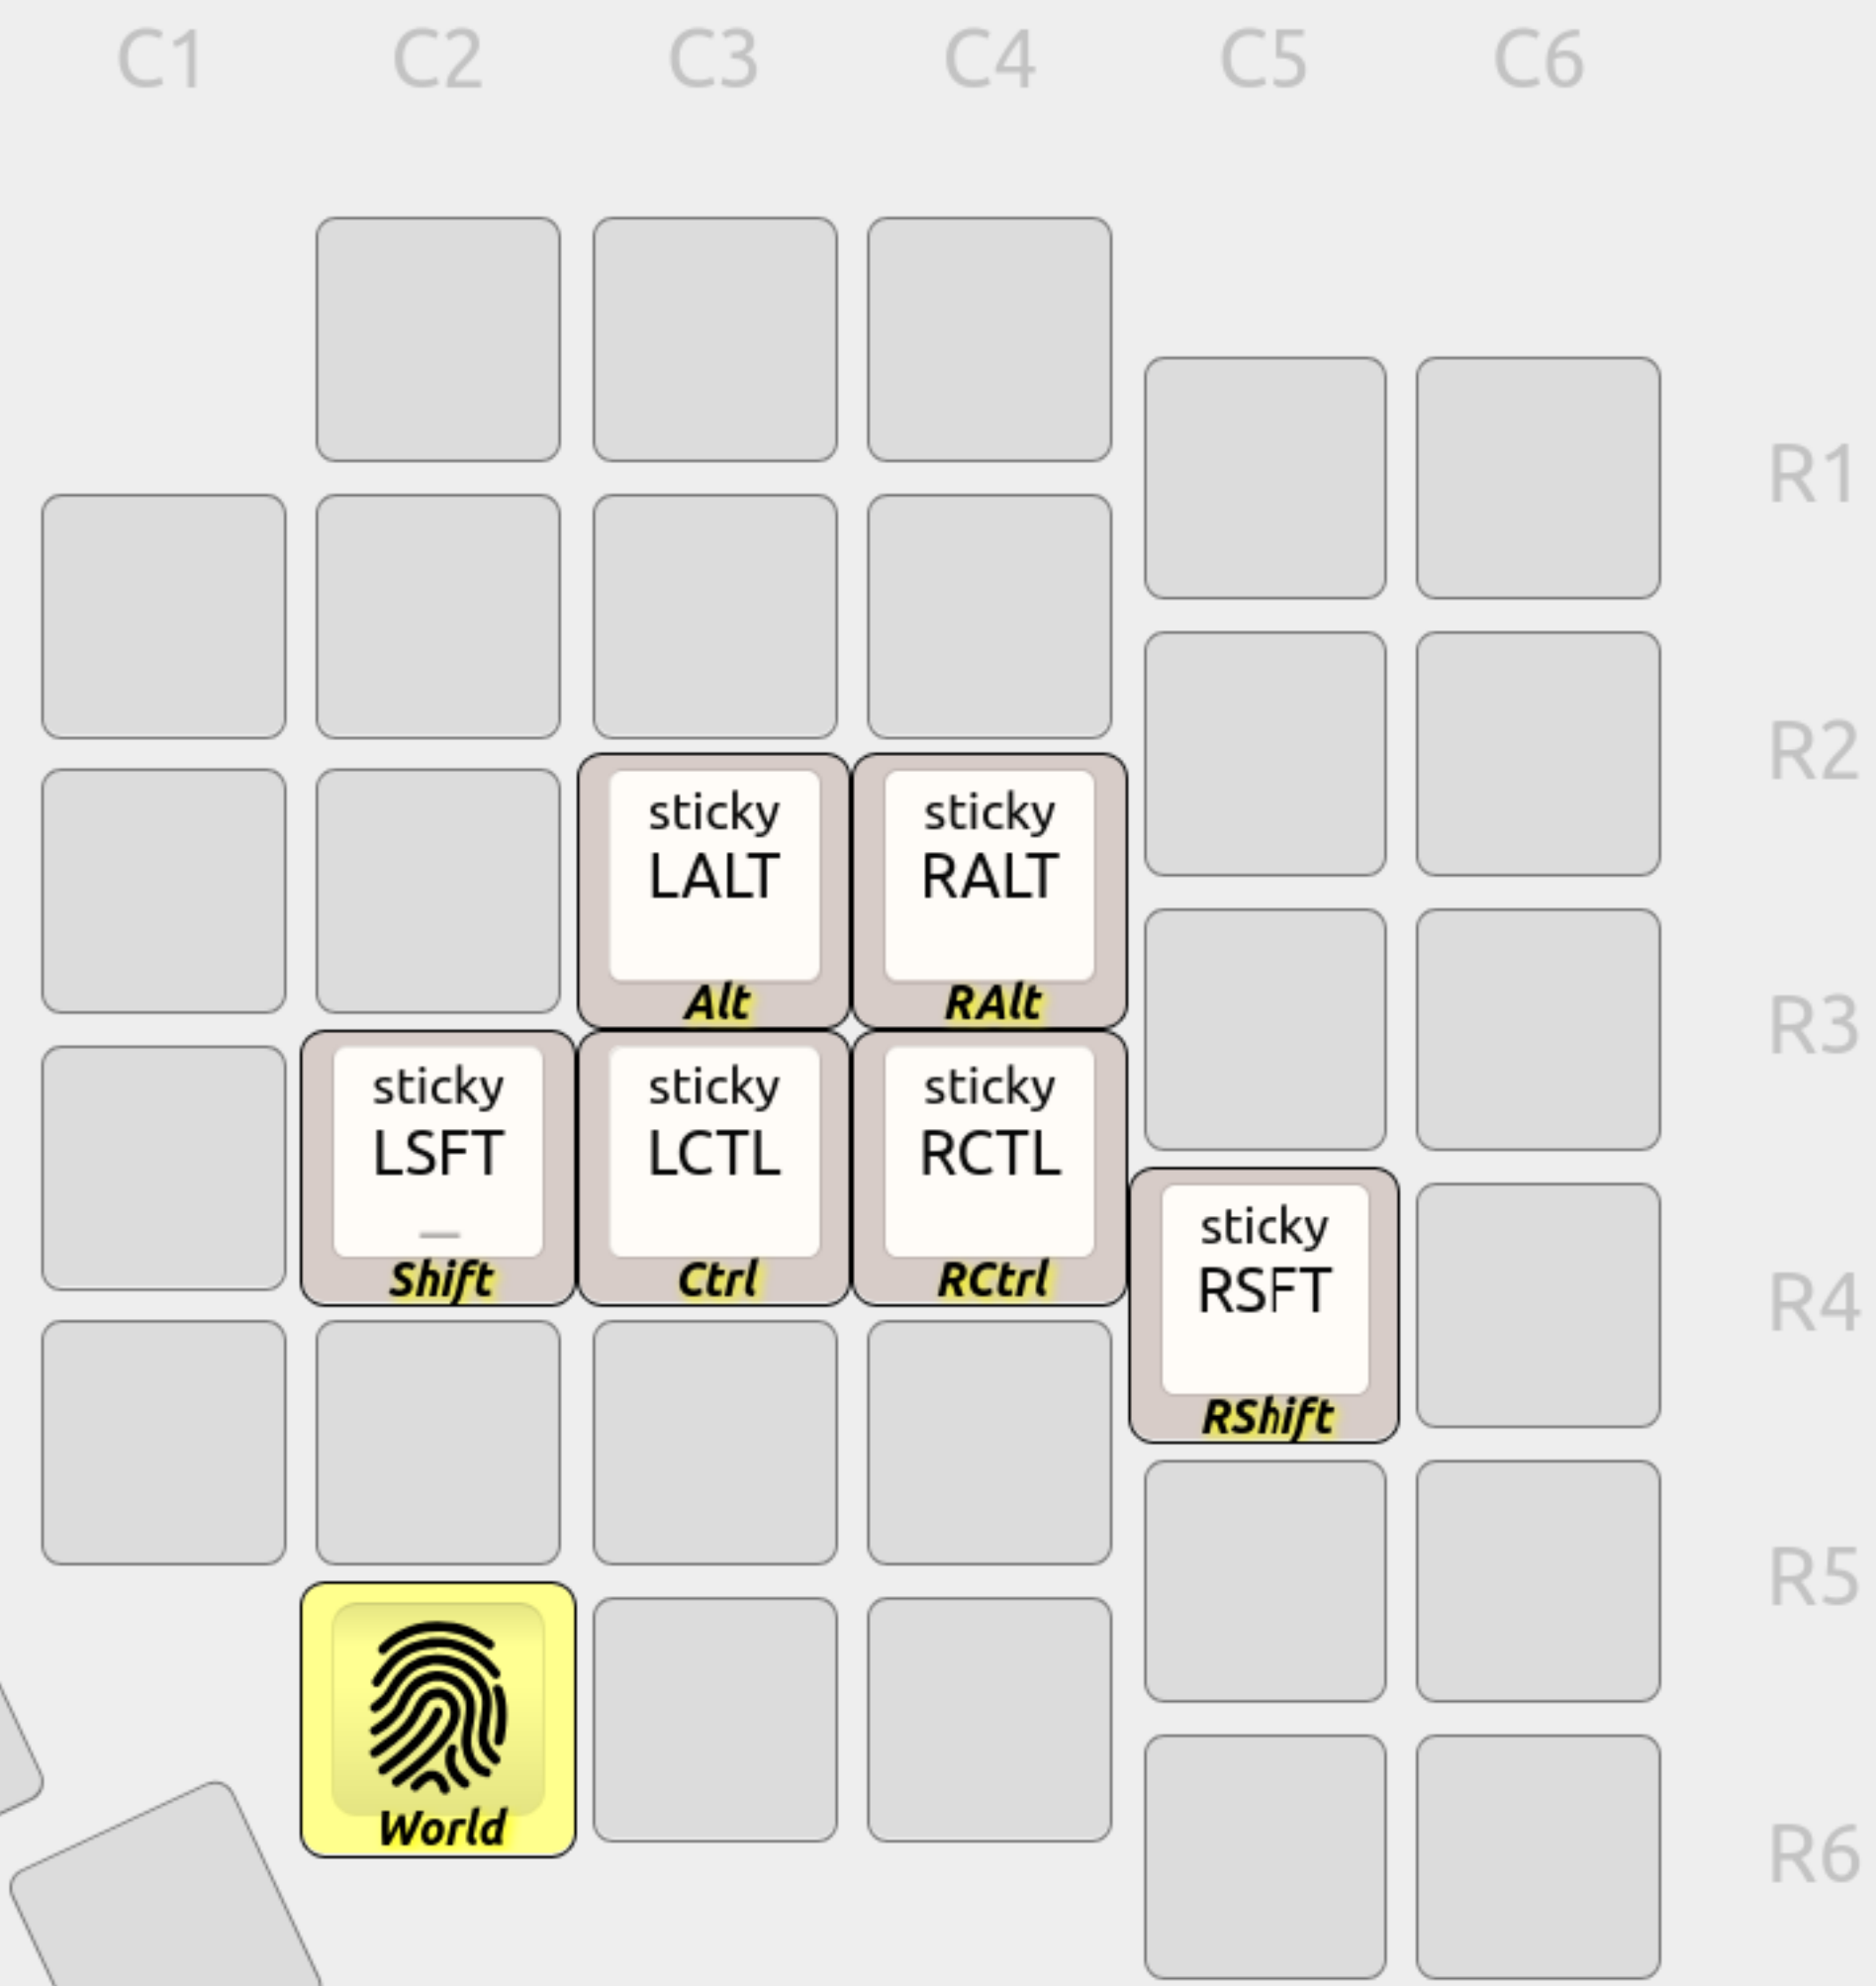 C1 C2 C3 C4 C5 C6
R1
R2
sticky
LALT
Alt
sticky
RALT
RAlt
R3
sticky
LSFT
_
Shift
sticky
LCTL
Ctrl
sticky
RCTL
RCtrl
sticky
RSFT
RShift
R4
R5
World
R6